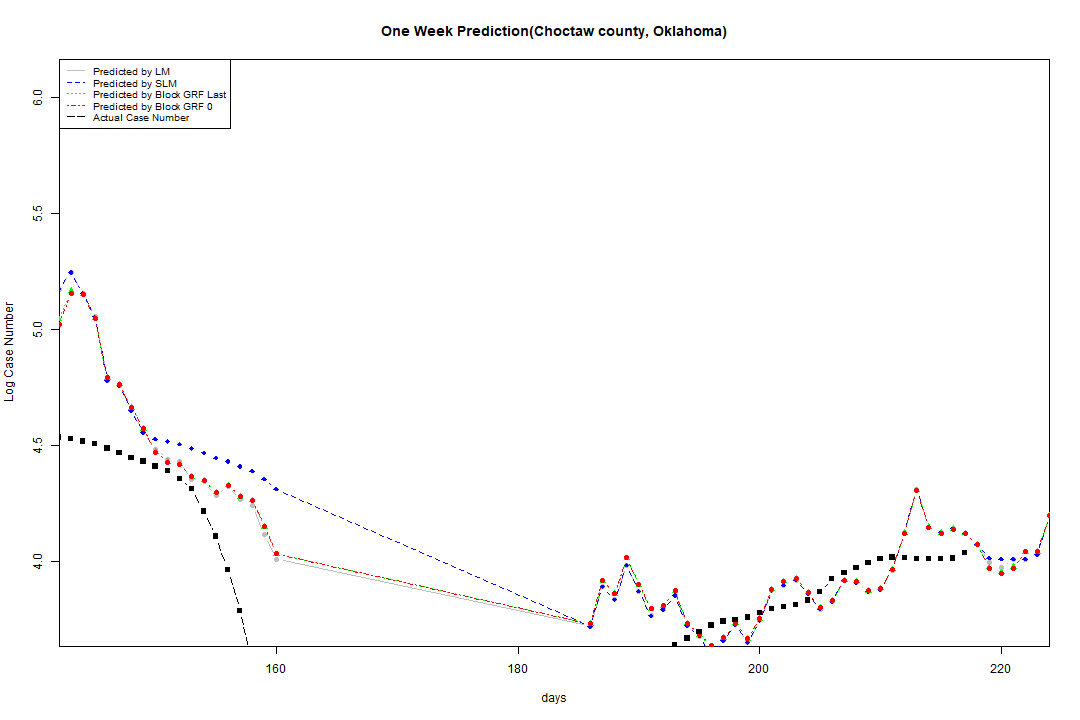 One Week Prediction(Choctaw county, Oklahoma)
Predicted by LM
Predicted by SLM
Predicted by Block GRF Last
Predicted by Block GRF 0
Actual Case Number
6.0
5.5
5.0
4.5
4.0
Log Case Number
160 180 200 220
days